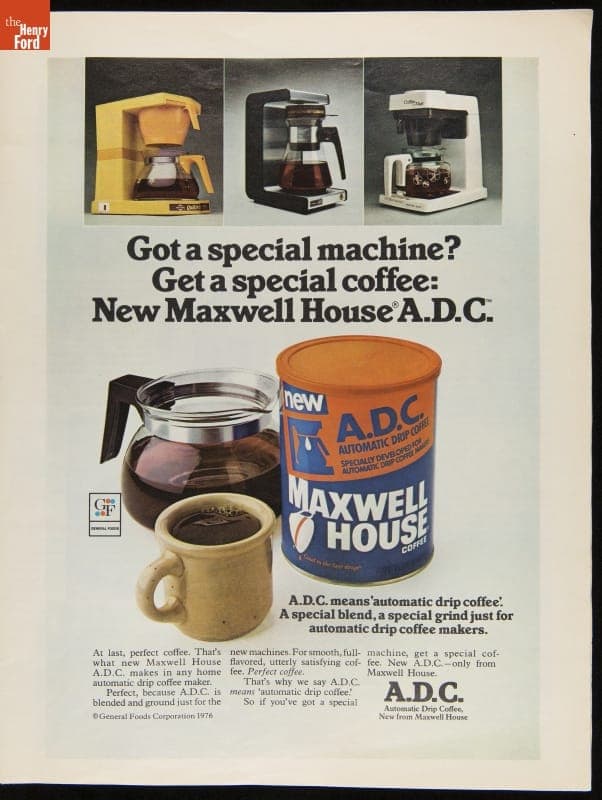 the
Henry
Ford
Got a special machine?
Get a special coffee:
New Maxwell House® A.D.C.™
new
A.D.C.
AUTOMATIC DRIP COFFEE
SPECIALLY DEVELOPED FOR
AUTOMATIC DRIP COFFEE MAKERS
MAXWELL
HOUSE
COFFEE
Good to the last drop!®
GF
GENERAL FOODS
A.D.C. means 'automatic drip coffee'.
A special blend, a special grind just for
automatic drip coffee makers.
At last, perfect coffee. That's
what new Maxwell House
A.D.C. makes in any home
automatic drip coffee maker.
Perfect, because A.D.C. is
blended and ground just for the
new machines. For smooth, full-
flavored, utterly satisfying cof-
fee. Perfect coffee.
That's why we say A.D.C.
means 'automatic drip coffee.'
So if you've got a special
machine, get a special cof-
fee. New A.D.C.—only from
Maxwell House.
A.D.C.
Automatic Drip Coffee,
New from Maxwell House
© General Foods Corporation 1976